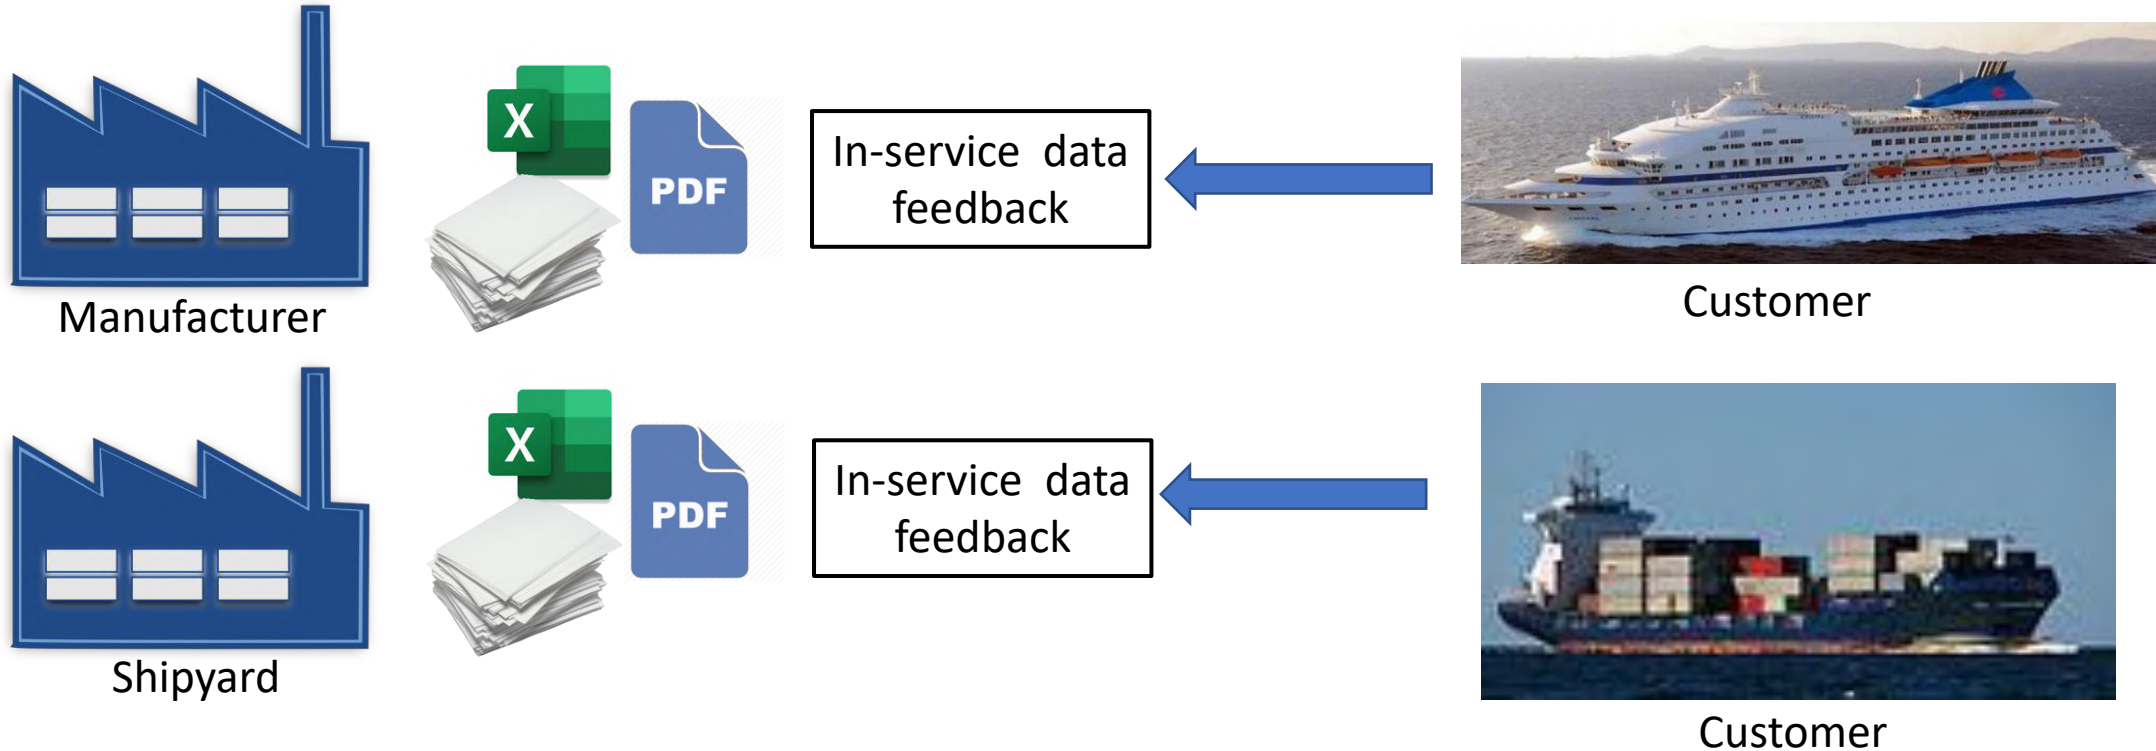 X
PDF
In-service data
feedback
Manufacturer
Customer
X
PDF
In-service data
feedback
Shipyard
Customer